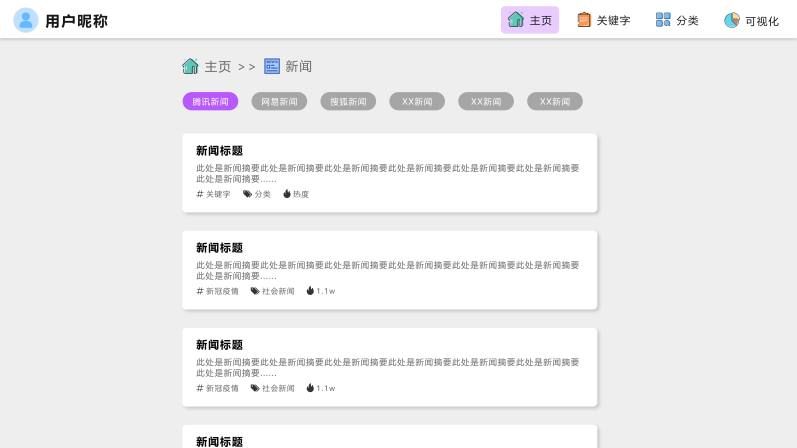 用户昵称 主页 关键字 分类 可视化
主页 >> 新闻
腾讯新闻 网易新闻 搜狐新闻 XX新闻 XX新闻 XX新闻
新闻标题
此处是新闻摘要此处是新闻摘要此处是新闻摘要此处是新闻摘要此处是新闻摘要此处是新闻摘要
此处是新闻摘要......
# 关键字 分类 热度
新闻标题
此处是新闻摘要此处是新闻摘要此处是新闻摘要此处是新闻摘要此处是新闻摘要此处是新闻摘要
此处是新闻摘要......
# 新冠疫情 社会新闻 1.1w
新闻标题
此处是新闻摘要此处是新闻摘要此处是新闻摘要此处是新闻摘要此处是新闻摘要此处是新闻摘要
此处是新闻摘要......
# 新冠疫情 社会新闻 1.1w
新闻标题